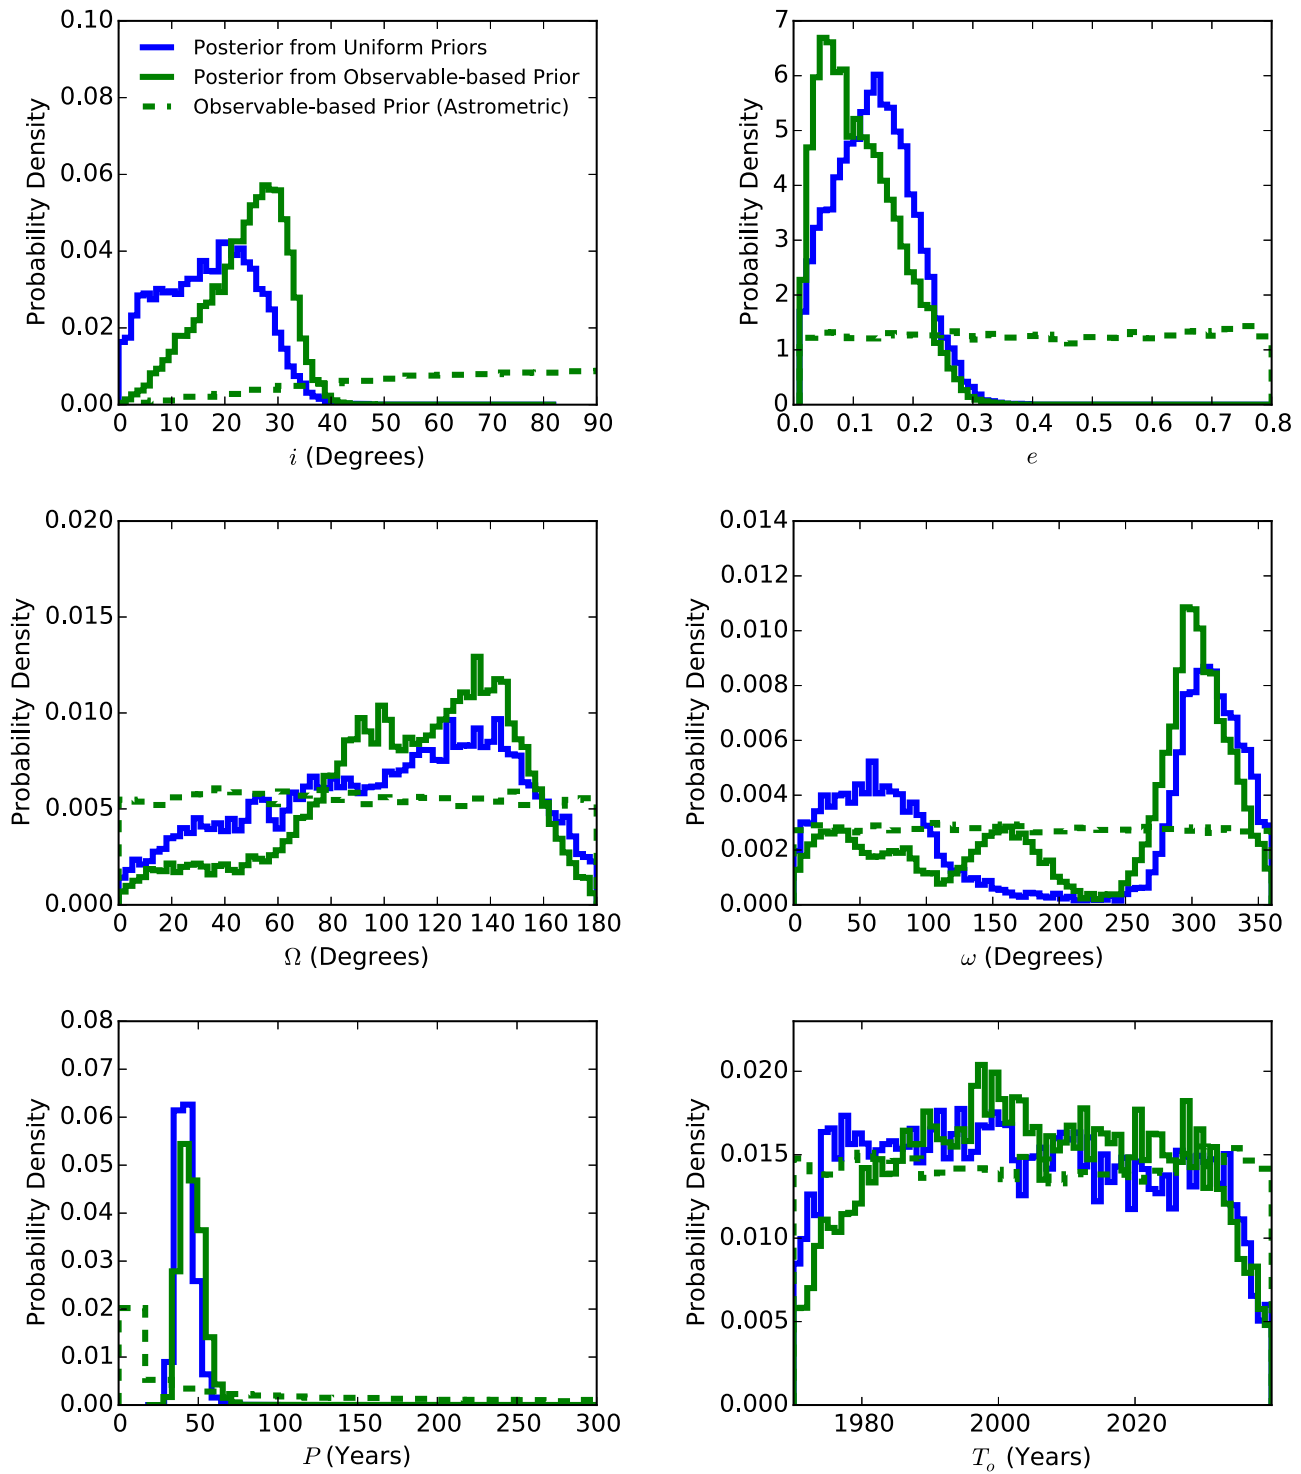 0.10
0.08
0.06
0.04
0.02
0.00
Probability Density
Posterior from Uniform Priors
Posterior from Observable-based Prior
Observable-based Prior (Astrometric)
0 10 20 30 40 50 60 70 80 90
i (Degrees)
0.7
6
5
4
3
2
1
0
Probability Density
0.0 0.1 0.2 0.3 0.4 0.5 0.6 0.7 0.8
e
0.020
0.015
0.010
0.005
0.000
Probability Density
0 20 40 60 80 100 120 140 160 180
Ω (Degrees)
0.014
0.012
0.010
0.008
0.006
0.004
0.002
0.000
Probability Density
0 50 100 150 200 250 300 350
ω (Degrees)
0.08
0.07
0.06
0.05
0.04
0.03
0.02
0.01
0.00
Probability Density
0 50 100 150 200 250 300
P (Years)
0.020
0.015
0.010
0.005
0.000
Probability Density
1980 2000 2020
T_o (Years)